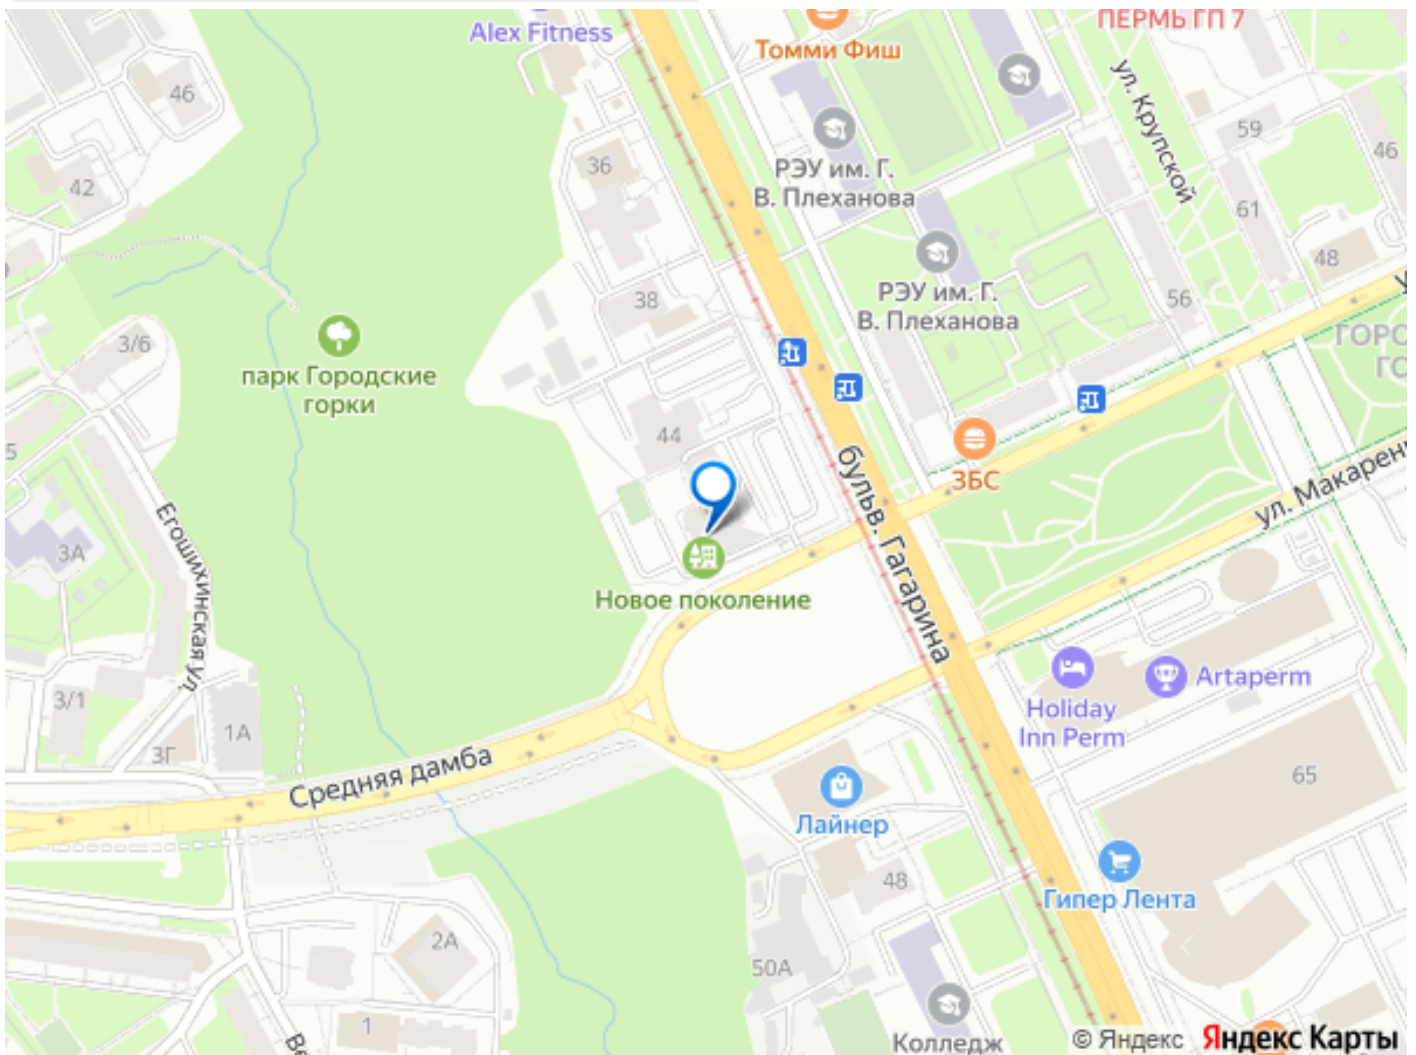 Alex Fitness
Томми Фиш
ПЕРМЬ ГП 7
ул. Крупской
46
42
36
РЭУ им. Г.
В. Плеханова
59
46
61
48
56
38
РЭУ им. Г.
В. Плеханова
3/6
парк Городские
горки
44
ЗБС
бульв. Гагарина
ул. Макарен
5
3А
Егошихинская ул.
Новое поколение
3/1
1А
3Г
Средняя дамба
Holiday
Inn Perm
Artaperm
65
Лайнер
48
Гипер Лента
2А
50А
1
Колледж
© Яндекс Яндекс Карты